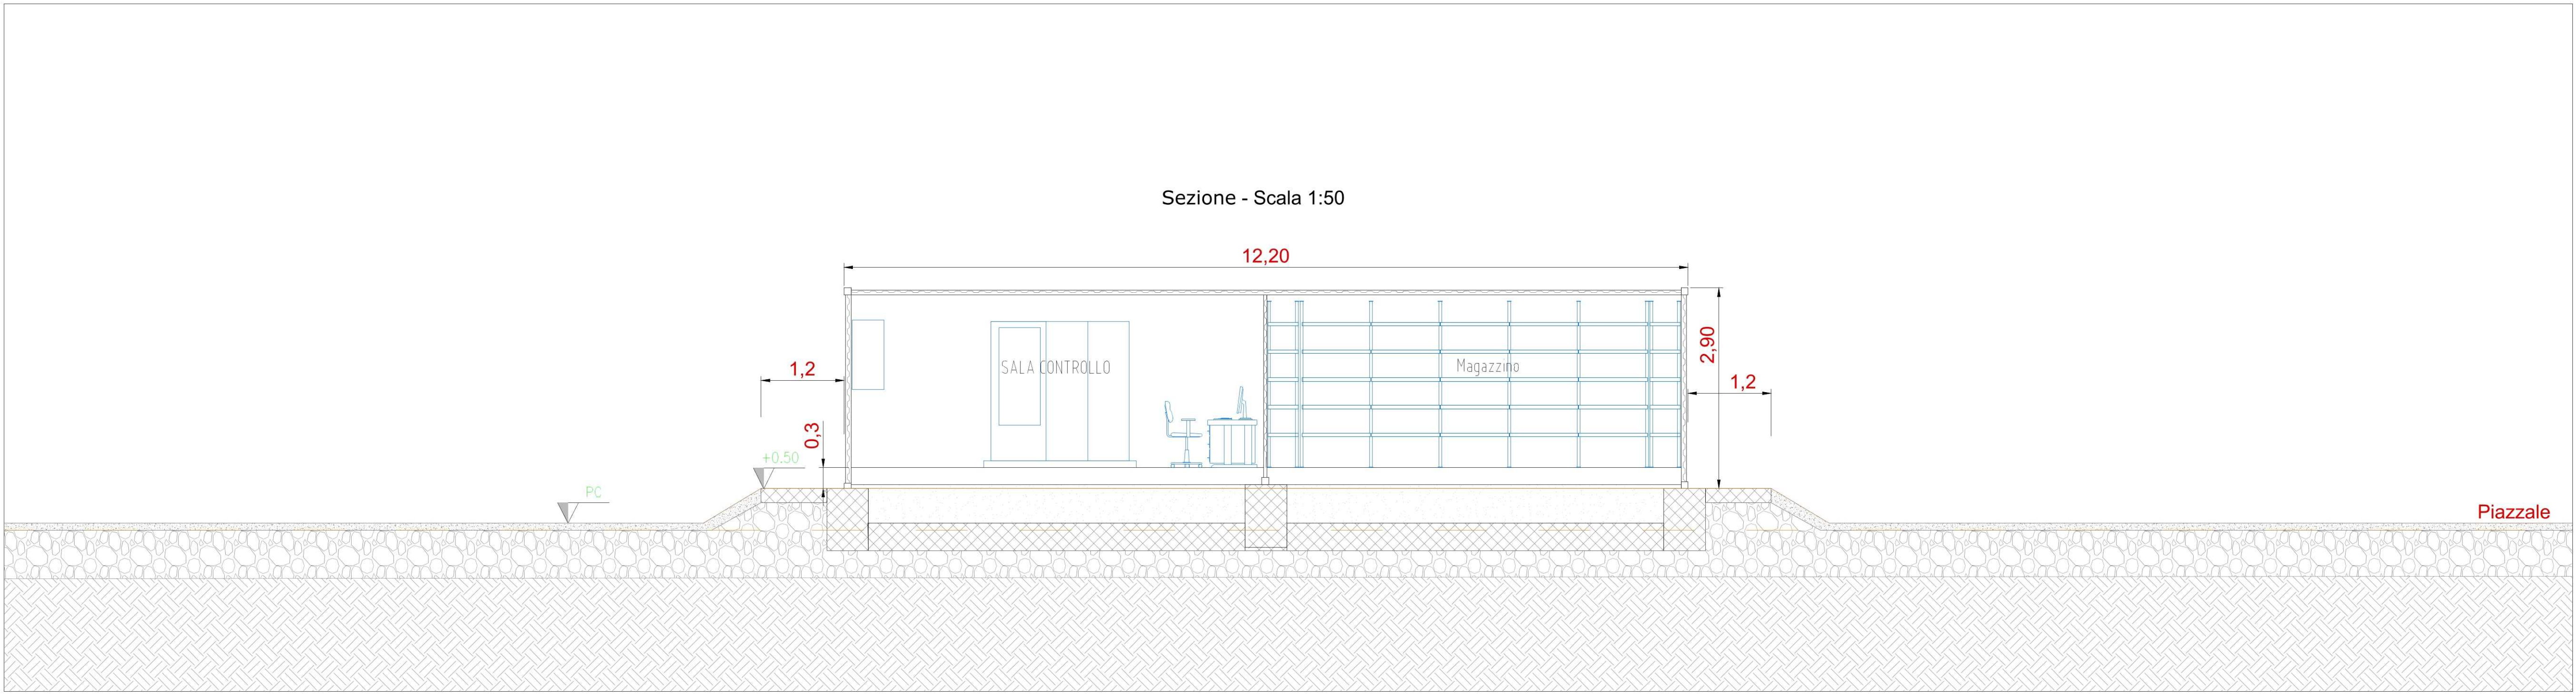 Sezione - Scala 1:50
12,20
2,90
1,2
SALA CONTROLLO
Magazzino
1,2
0,3
+0.50
PC
Piazzale